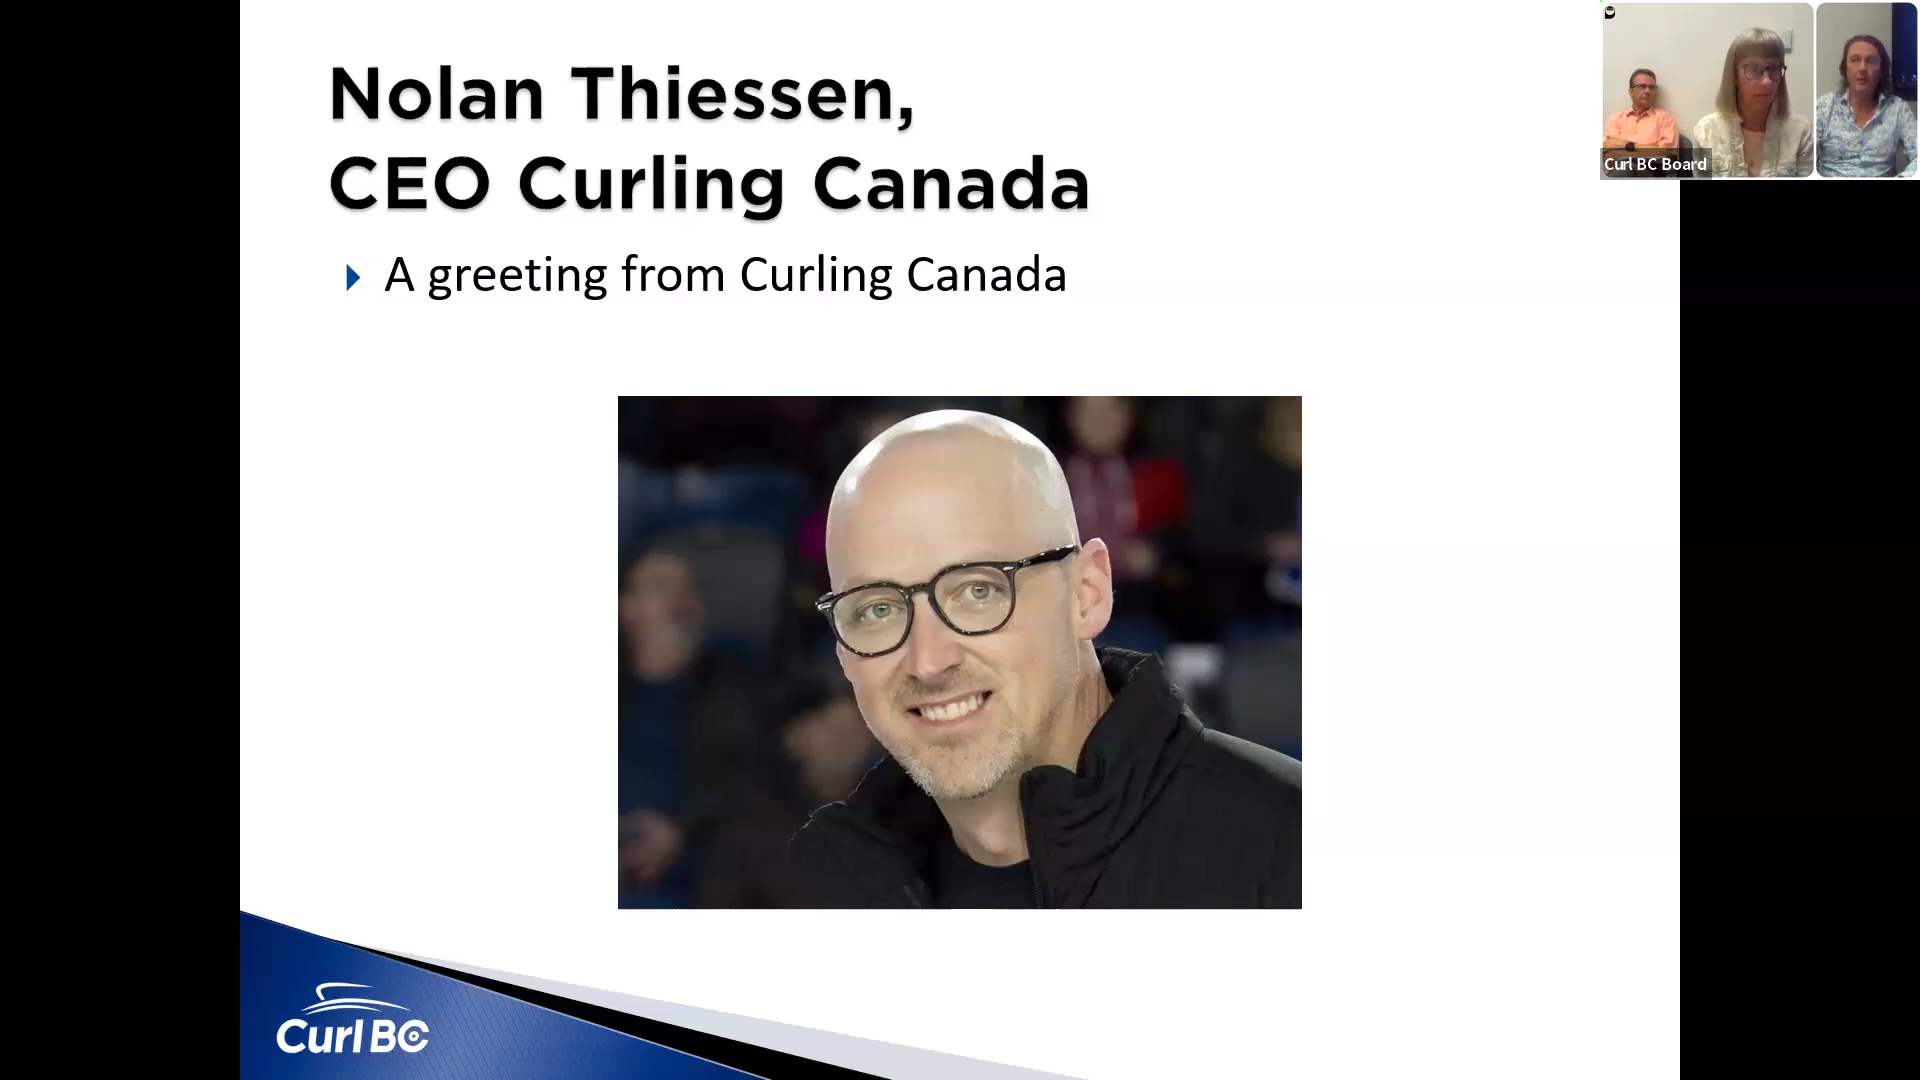 Nolan Thiessen,
CEO Curling Canada
A greeting from Curling Canada
Curl BC Board
Curl BC